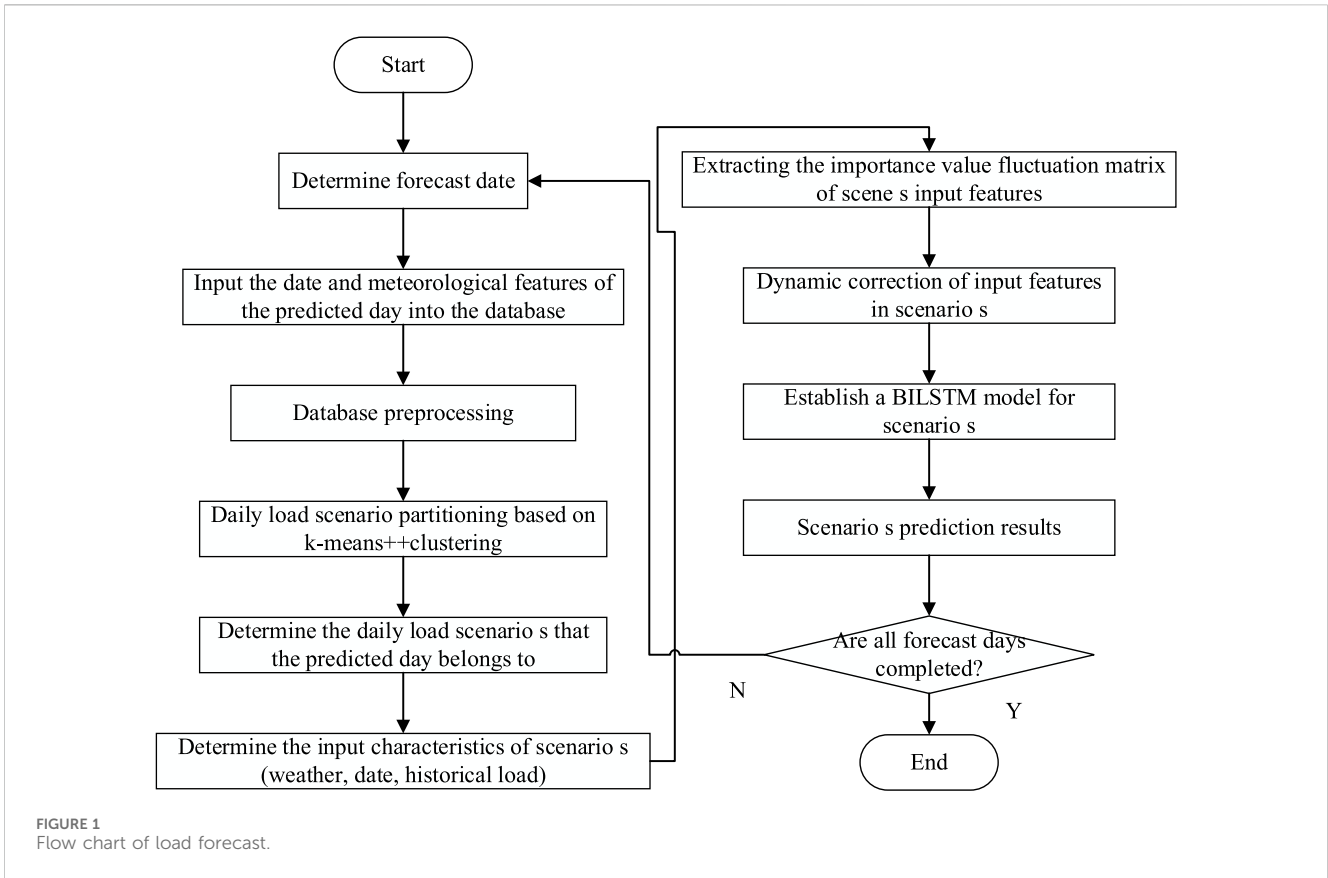 Start
Determine forecast date
Input the date and meteorological features of
the predicted day into the database
Database preprocessing
Daily load scenario partitioning based on
k-means++clustering
Determine the daily load scenario s that
the predicted day belongs to
Determine the input characteristics of scenario s
(weather, date, historical load)
Extracting the importance value fluctuation matrix
of scene s input features
Dynamic correction of input features
in scenario s
Establish a BILSTM model for
scenario s
Scenario s prediction results
Are all forecast days
completed?
N
Y
End
FIGURE 1
Flow chart of load forecast.